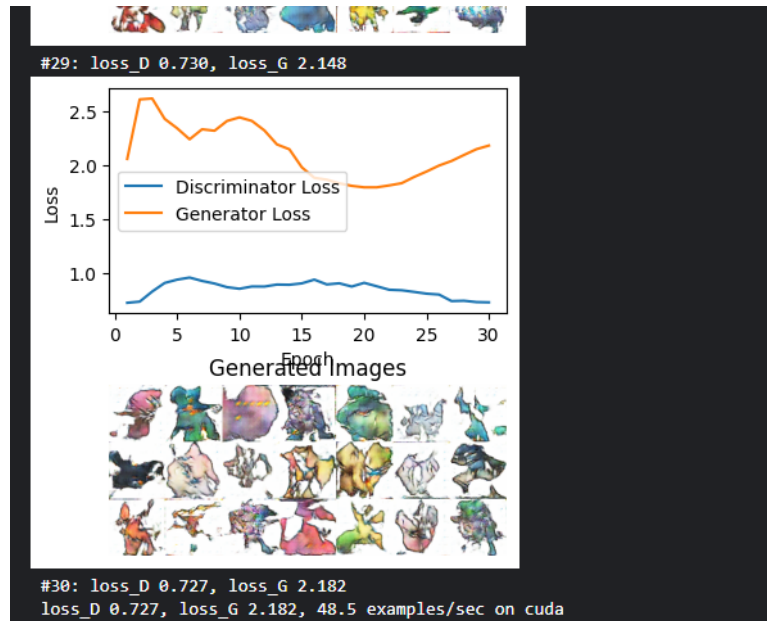 #29: loss_D 0.730, loss_G 2.148
2.5
2.0
1.5
1.0
Loss
Discriminator Loss
Generator Loss
0 5 10 15 20 25 30
Epoch
Generated Images
#30: loss_D 0.727, loss_G 2.182
loss_D 0.727, loss_G 2.182, 48.5 examples/sec on cuda